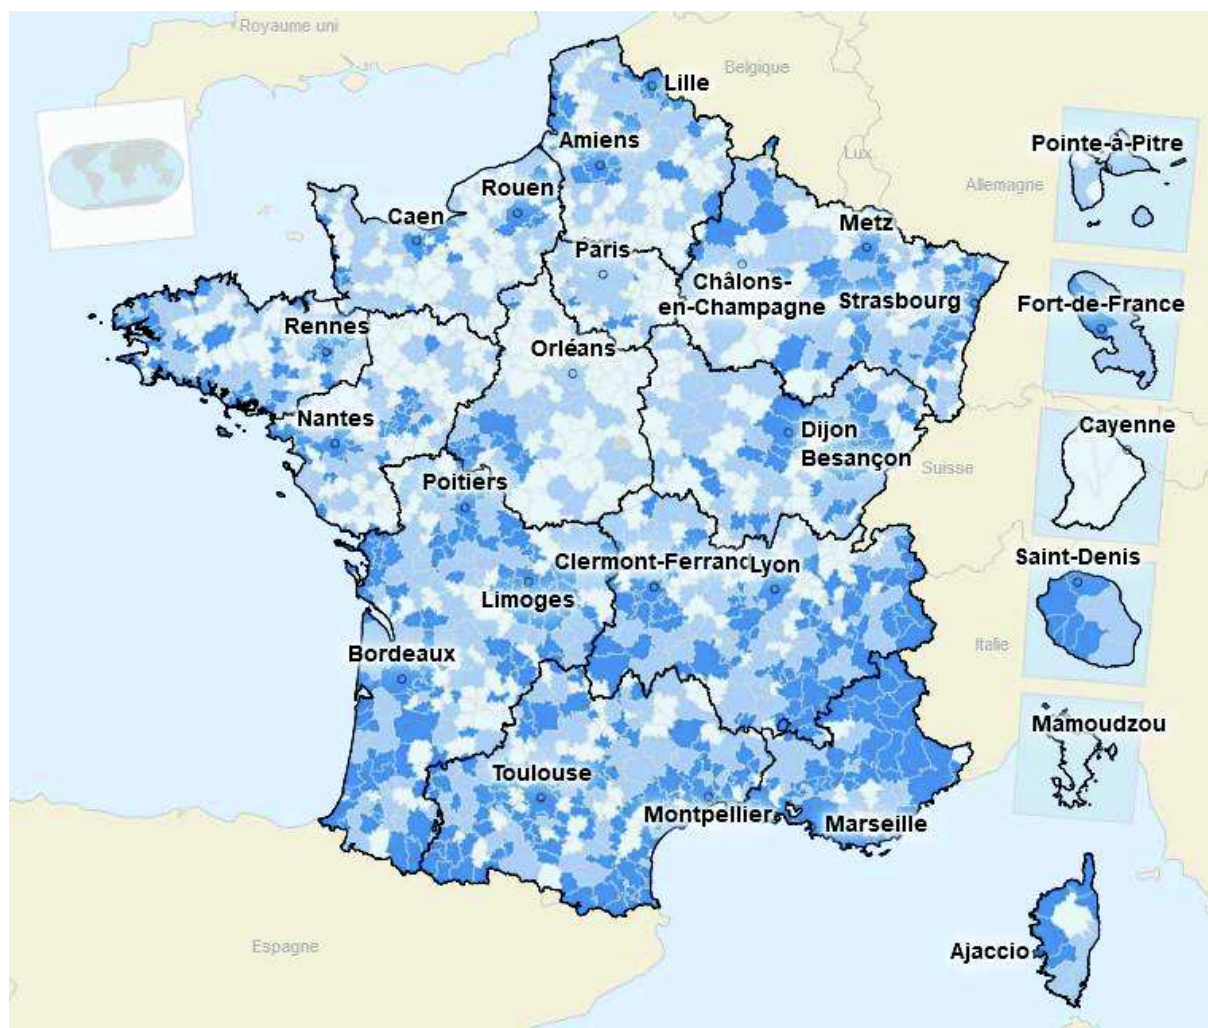 Royaume uni
Belgique
Lille
Pointe-à-Pitre
Amiens
Lux.
Allemagne
Rouen
Caen
Metz
Paris
Châlons-
en-Champagne
Strasbourg
Fort-de-France
Rennes
Orléans
Nantes
Cayenne
Dijon
Besançon
Suisse
Poitiers
Saint-Denis
Clermont-Ferrand
Lyon
Limoges
Italie
Bordeaux
Mamoudzou
Toulouse
Montpellier
Marseille
Espagne
Ajaccio